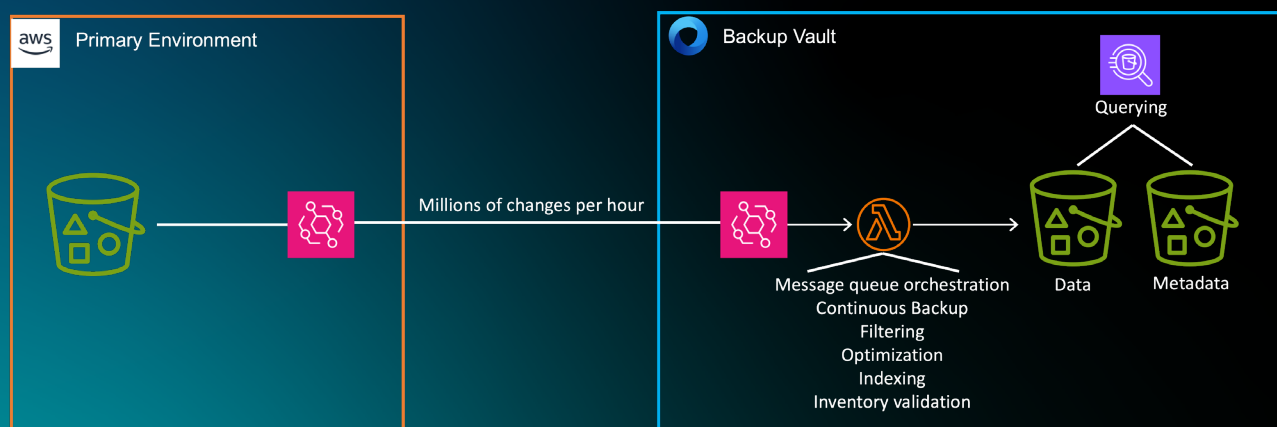 aws
Primary Environment
Backup Vault
Querying
Millions of changes per hour
Message queue orchestration
Continuous Backup
Filtering
Optimization
Indexing
Inventory validation
Data
Metadata